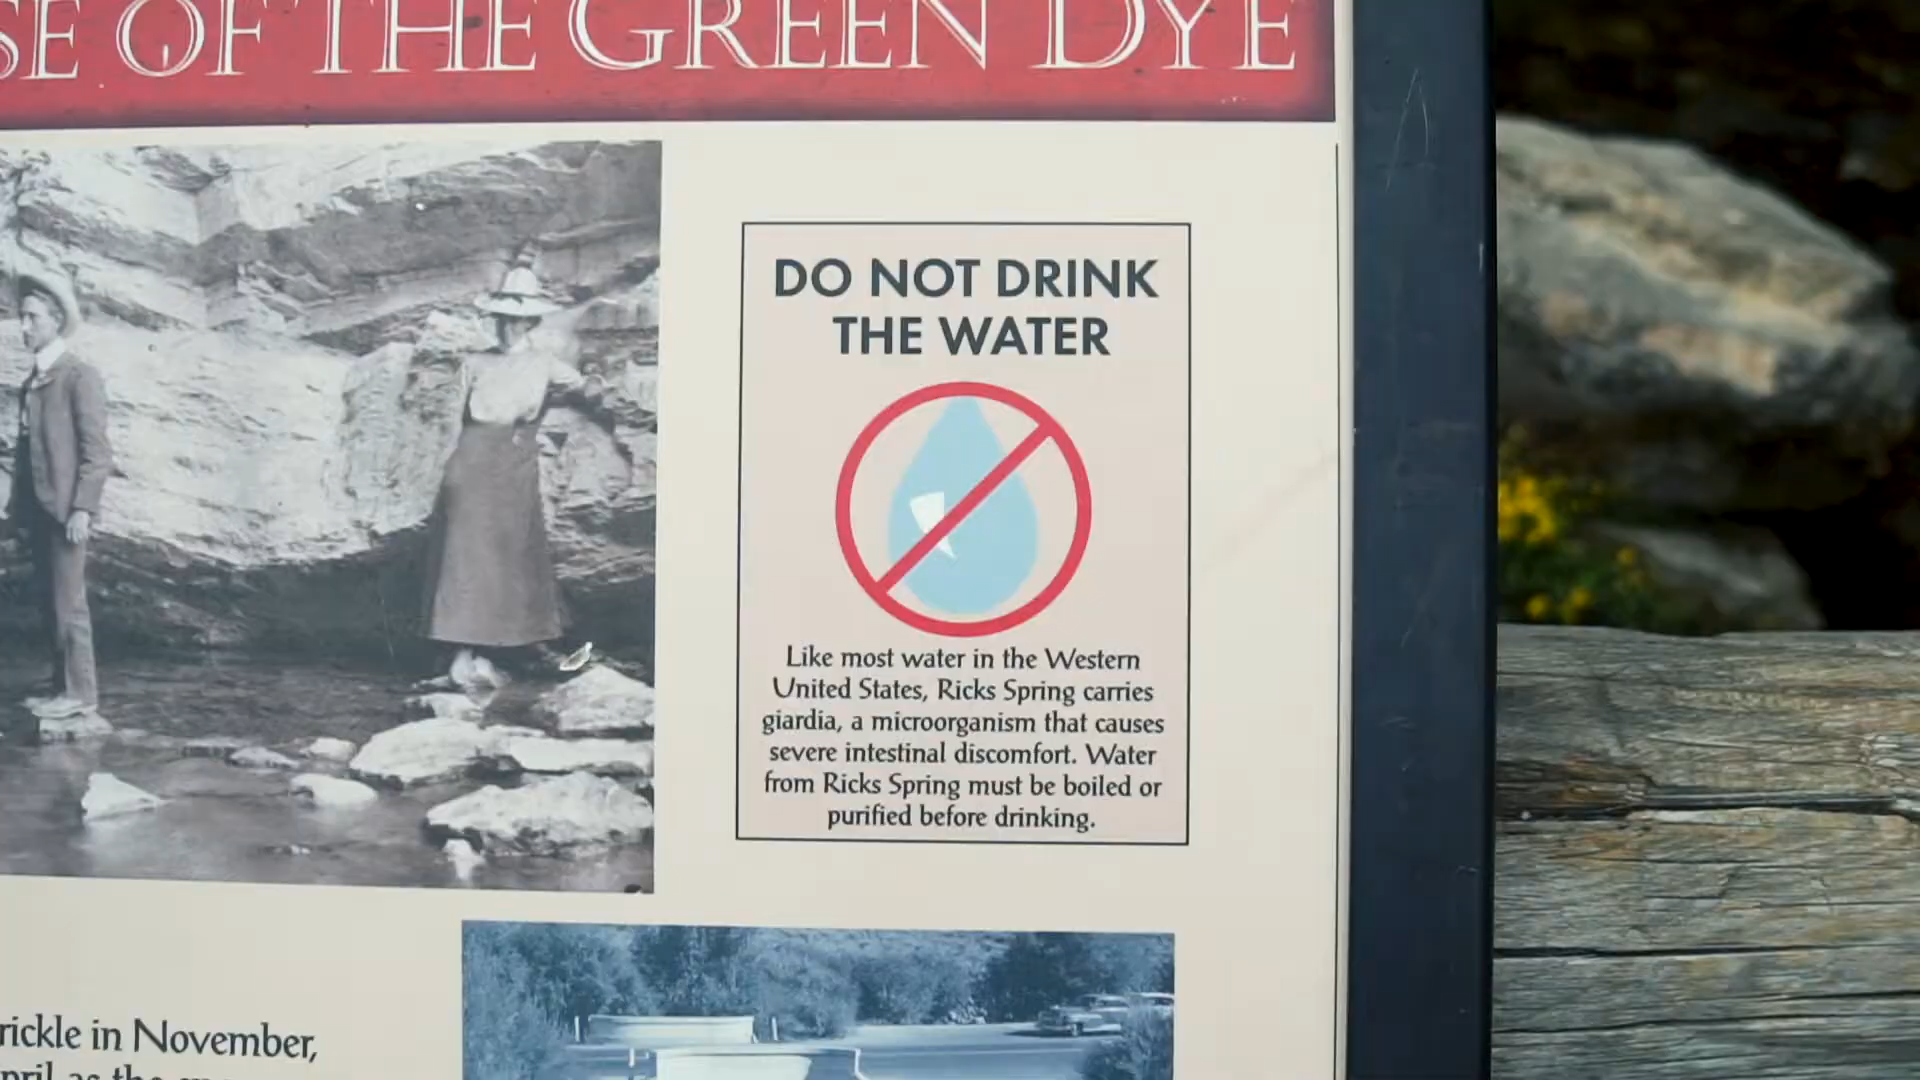 OF THE GREEN DYE
DO NOT DRINK
THE WATER
Like most water in the Western
United States, Ricks Spring carries
giardia, a microorganism that causes
severe intestinal discomfort. Water
from Ricks Spring must be boiled or
purified before drinking.
in November,